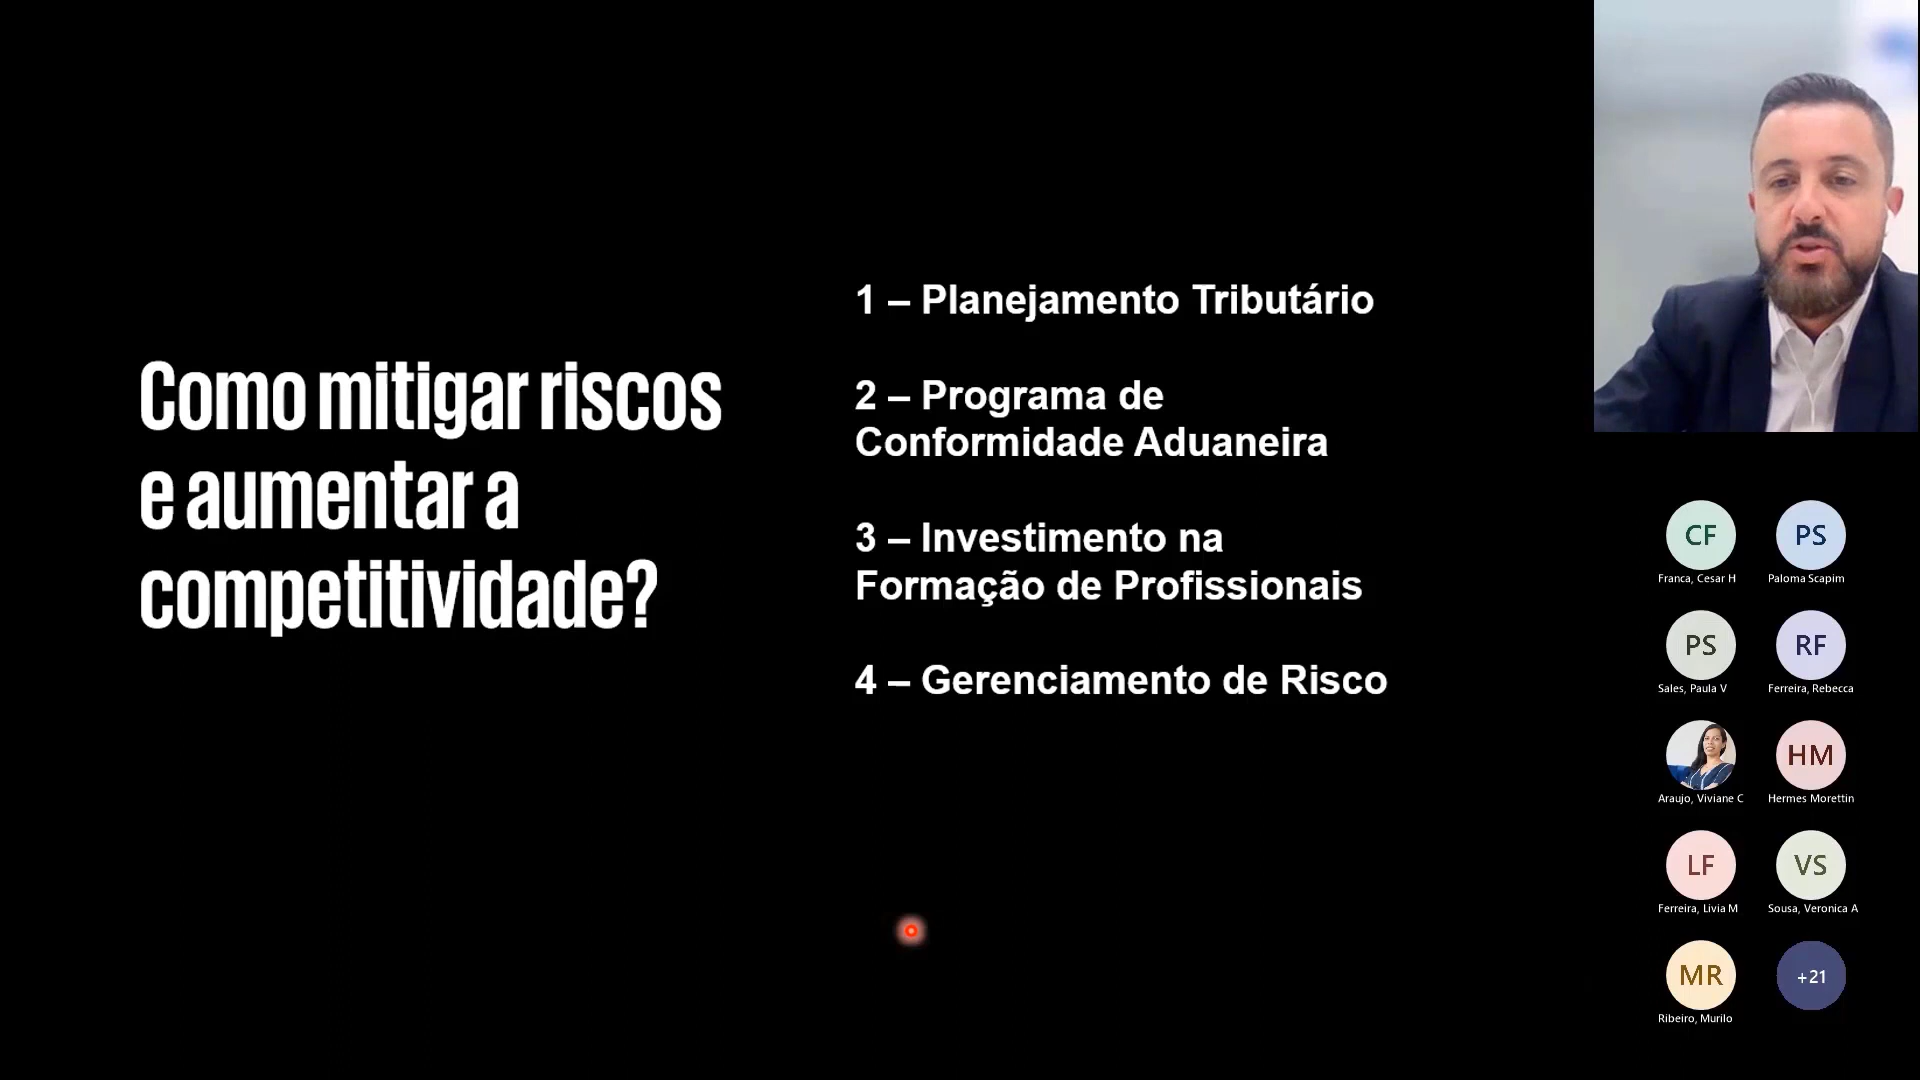 Como mitigar riscos
e aumentar a
competitividade?
1 – Planejamento Tributário
2 – Programa de
Conformidade Aduaneira
3 – Investimento na
Formação de Profissionais
4 – Gerenciamento de Risco
CF
Franca, Cesar H
PS
Paloma Scapim
PS
Sales, Paula V
RF
Ferreira, Rebecca
Araujo, Viviane C
HM
Hermes Morettin
LF
Ferreira, Livia M
VS
Sousa, Veronica A
MR
Ribeiro, Murilo
+21